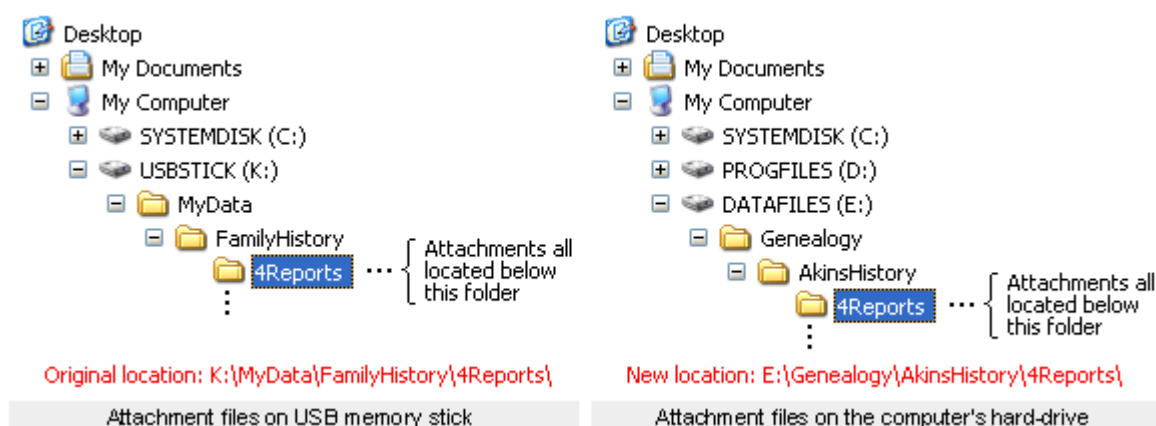 Desktop
My Documents
My Computer
SYSTEMDISK (C:)
USBSTICK (K:)
MyData
FamilyHistory
4Reports
Attachments all
located below
this folder
Original location: K:\MyData\FamilyHistory\4Reports\
Attachment files on USB memory stick
Desktop
My Documents
My Computer
SYSTEMDISK (C:)
PROGFILES (D:)
DATAFILES (E:)
Genealogy
AkinsHistory
4Reports
Attachments all
located below
this folder
New location: E:\Genealogy\AkinsHistory\4Reports\
Attachment files on the computer's hard-drive